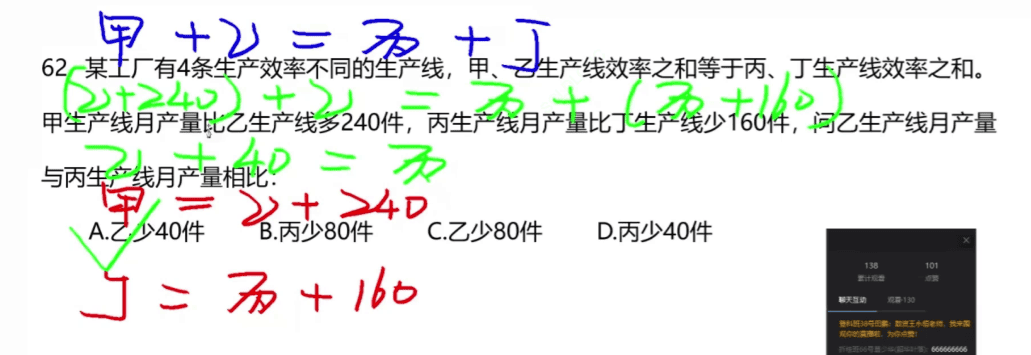 甲+乙=丙+丁
62. 某工厂有4条生产效率不同的生产线，甲、乙生产线效率之和等于丙、丁生产线效率之和。
(乙+240)+乙=丙+(丙+160)
甲生产线月产量比乙生产线多240件，丙生产线月产量比丁生产线少160件，问乙生产线月产量
乙+40=丙
与丙生产线月产量相比：
甲=乙+240
A.乙少40件 B.丙少80件 C.乙少80件 D.丙少40件
丁=丙+160
138 101
累计观看 点赞
聊天互动 观看·130
666666666